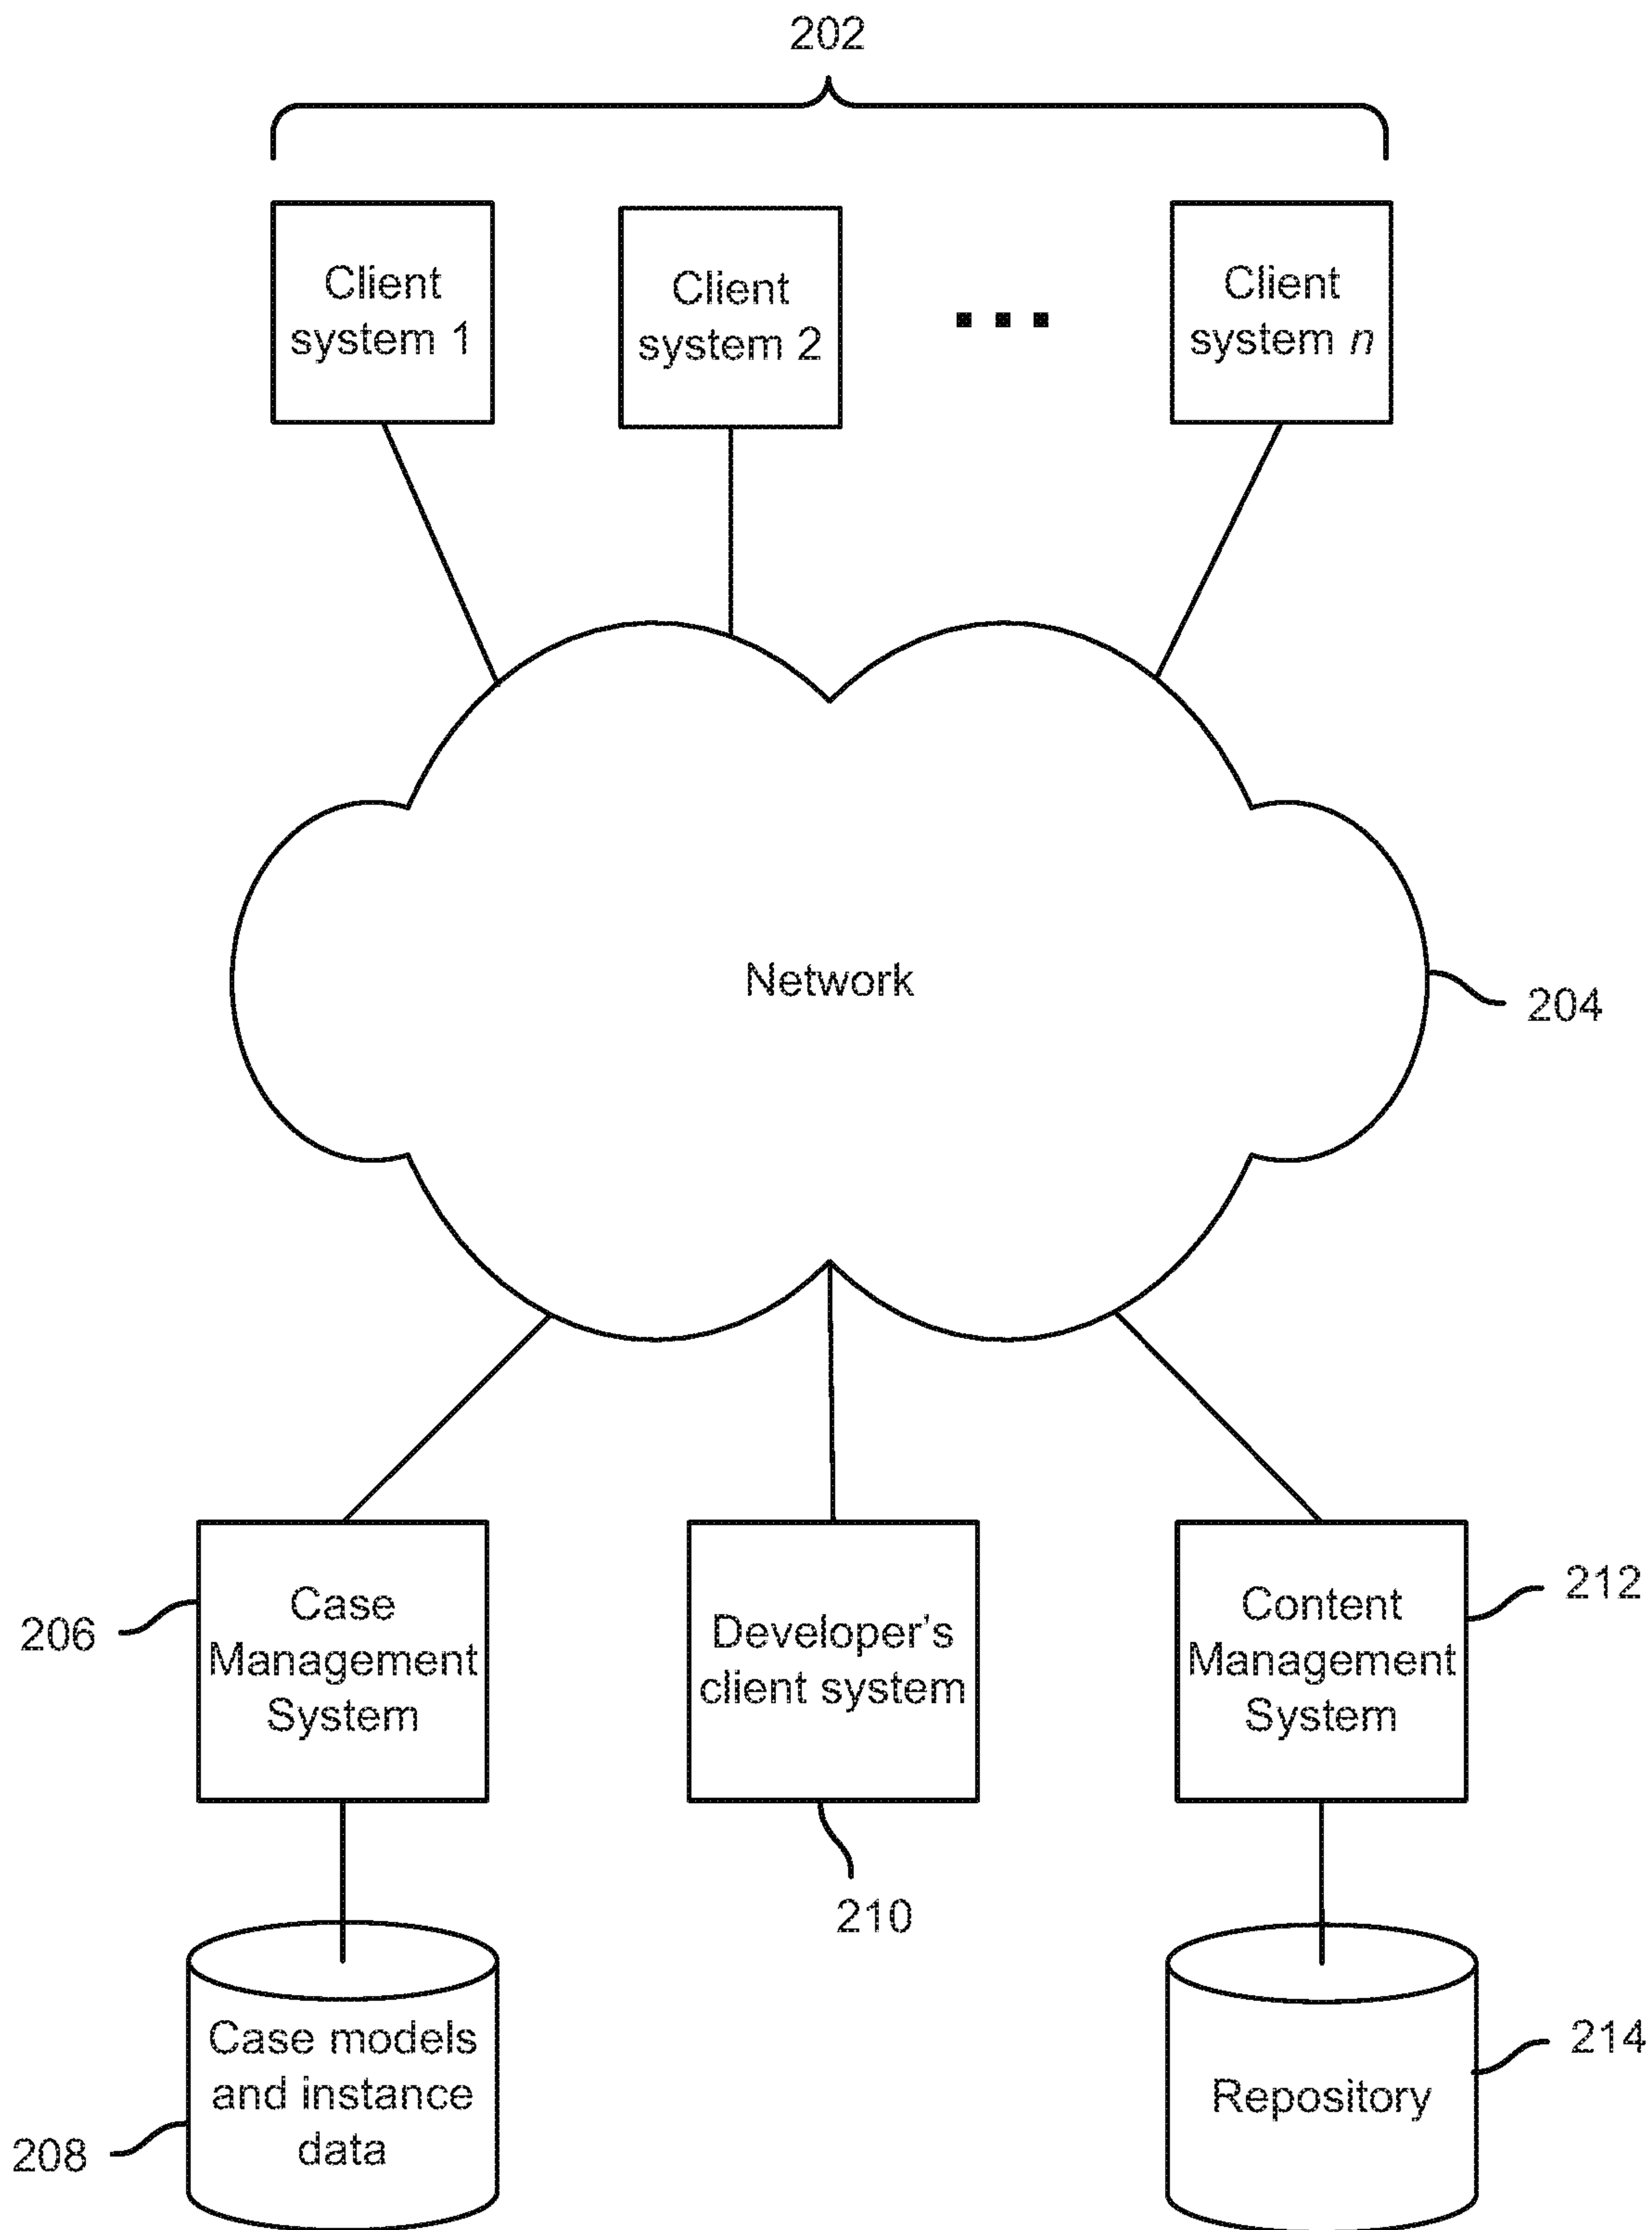 202
Client
system 1
Client
system 2
Client
system n
Network
204
Case
Management
System
206
Developer's
client system
210
Content
Management
System
212
Case models
and instance
data
208
Repository
214